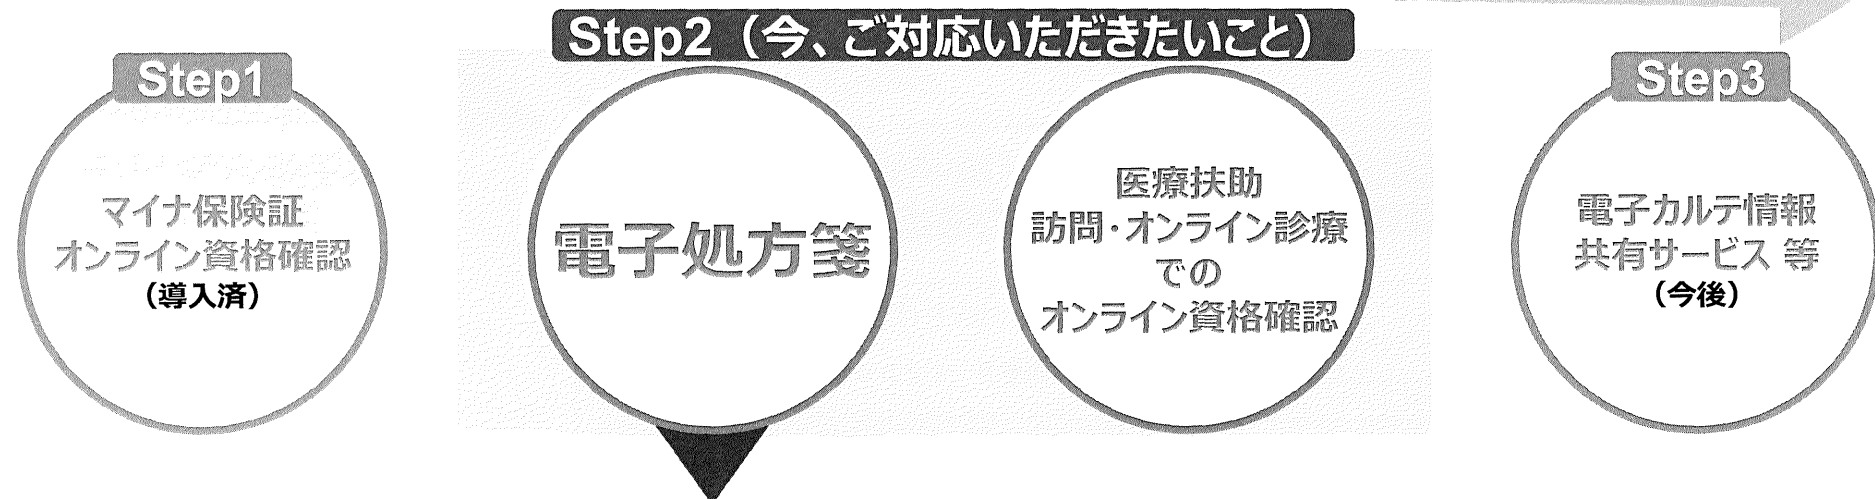 Step1
マイナ保険証
オンライン資格確認
（導入済）
Step2（今、ご対応いただきたいこと）
電子処方箋
医療扶助
訪問・オンライン診療
での
オンライン資格確認
Step3
電子カルテ情報
共有サービス 等
（今後）